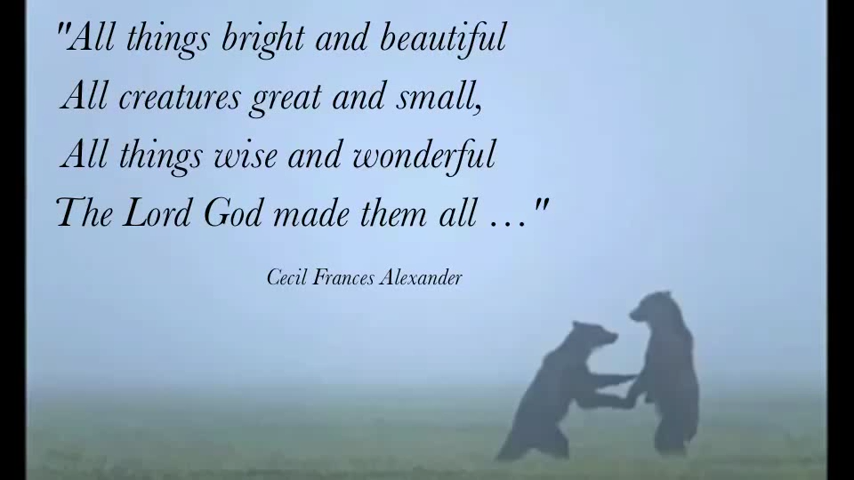 "All things bright and beautiful
All creatures great and small,
All things wise and wonderful
The Lord God made them all …"
Cecil Frances Alexander